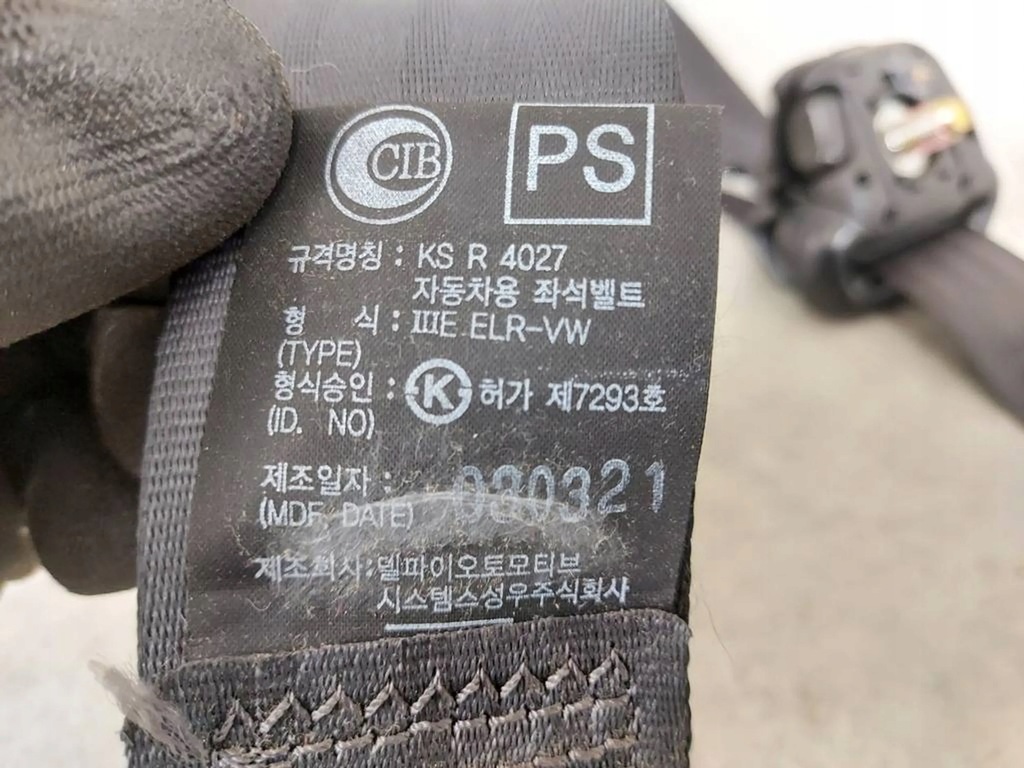 CIB PS
규격명칭 : KS R 4027
자동차용 좌석벨트
형 식 : IIIE ELR-VW
(TYPE)
형식승인 : K 허가 제7293호
(ID. NO)
제조일자 : 030321
(MDF. DATE)
제조회사 : 델파이오토모티브
시스템스성우주식회사